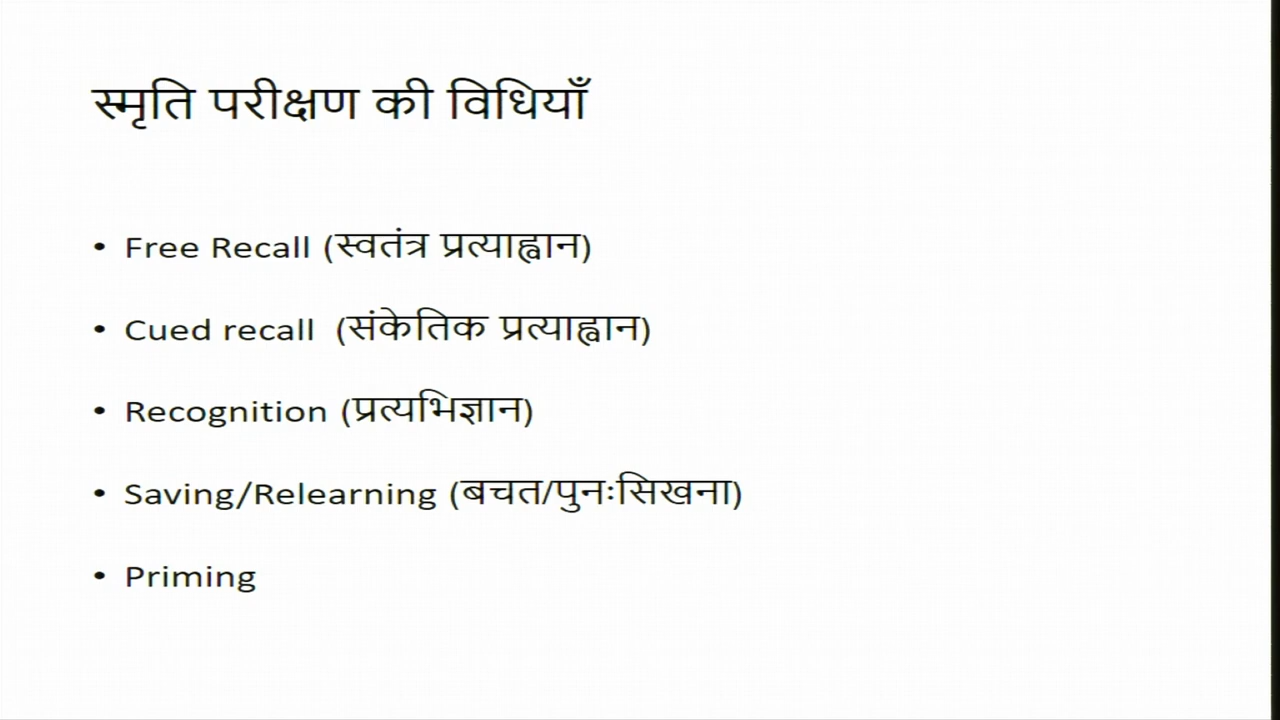 स्मृति परीक्षण की विधियाँ
• Free Recall (स्वतंत्र प्रत्याह्वान)
• Cued recall (संकेतिक प्रत्याह्वान)
• Recognition (प्रत्यभिज्ञान)
• Saving/Relearning (बचत/पुनःसिखना)
• Priming